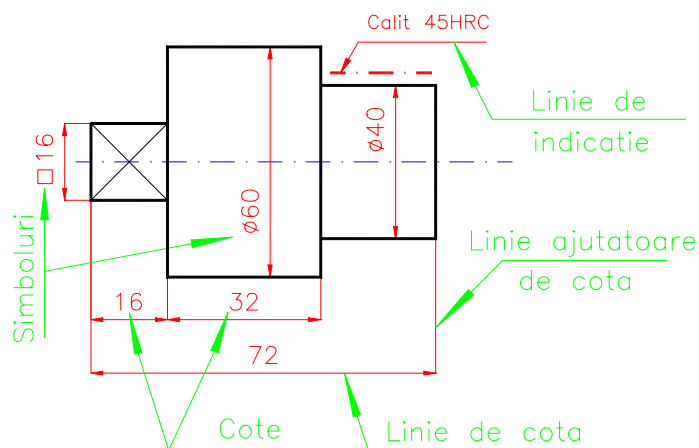 Calit 45HRC
Linie de
indicatie
□16
ø40
ø60
Simboluri
Linie ajutatoare
de cota
16
32
72
Cote
Linie de cota